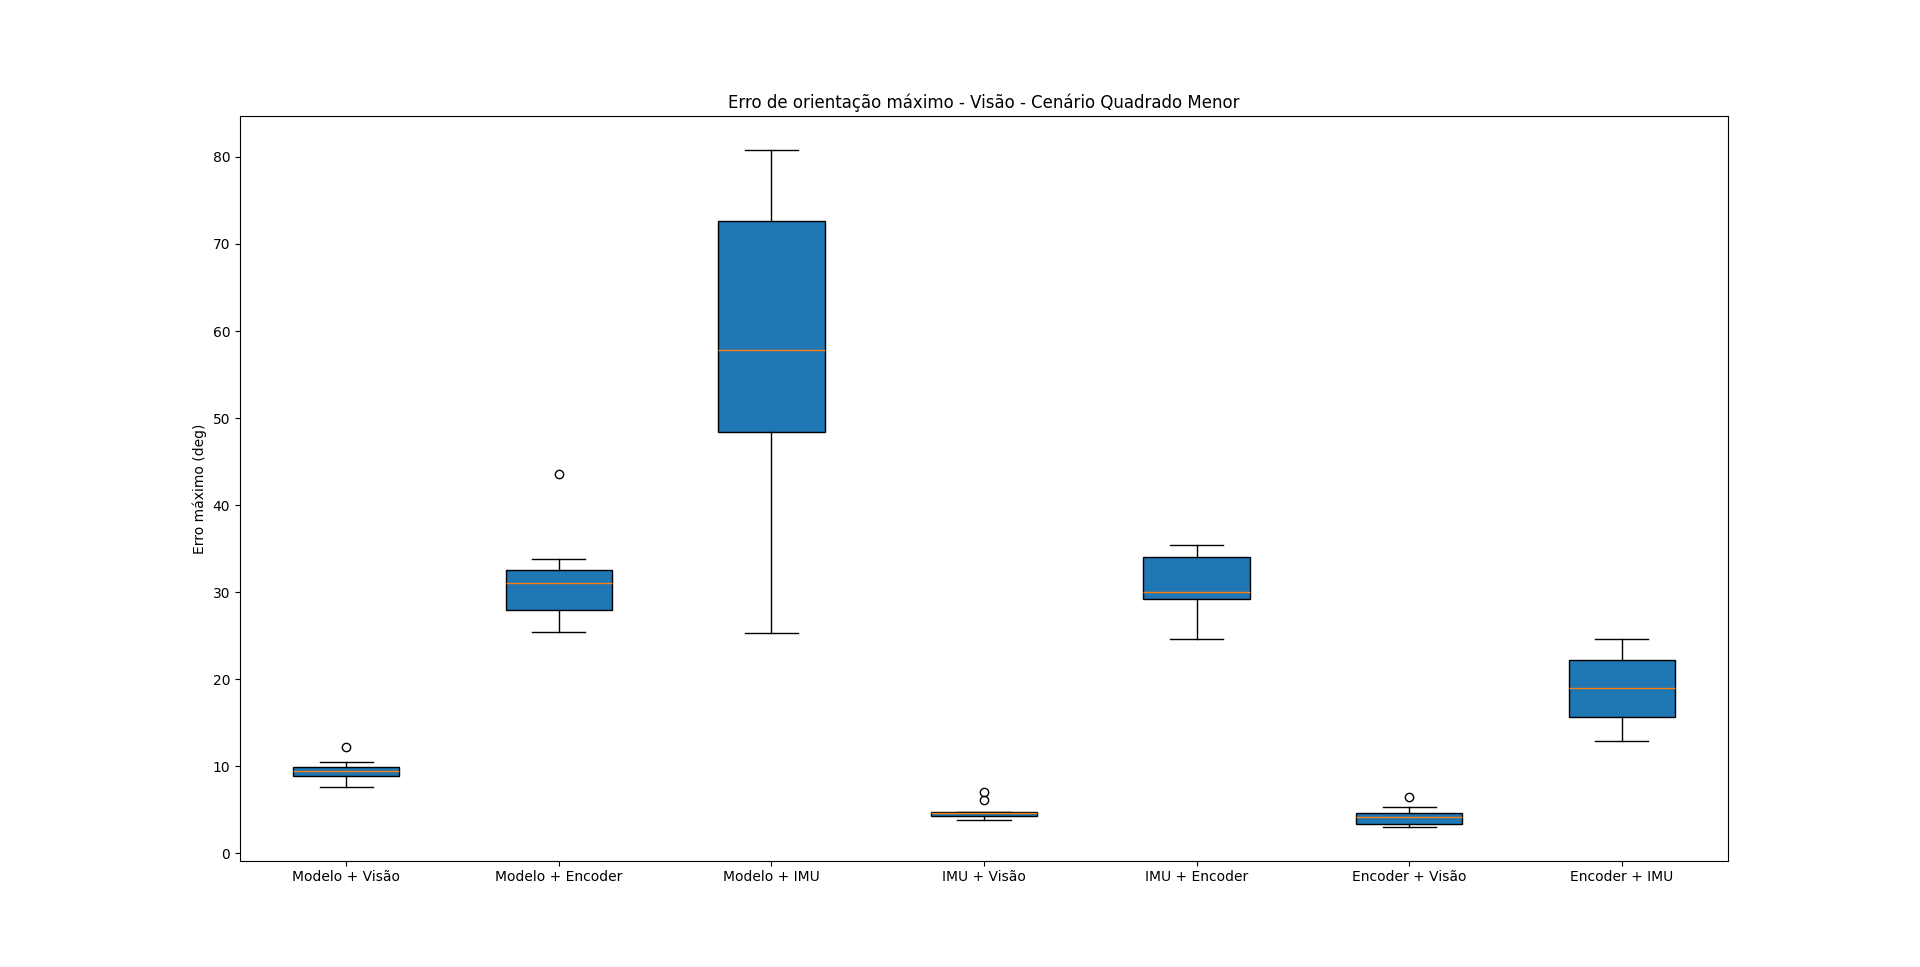 Erro de orientação máximo - Visão - Cenário Quadrado Menor
Erro máximo (deg)
80
70
60
50
40
30
20
10
0
Modelo + Visão
Modelo + Encoder
Modelo + IMU
IMU + Visão
IMU + Encoder
Encoder + Visão
Encoder + IMU